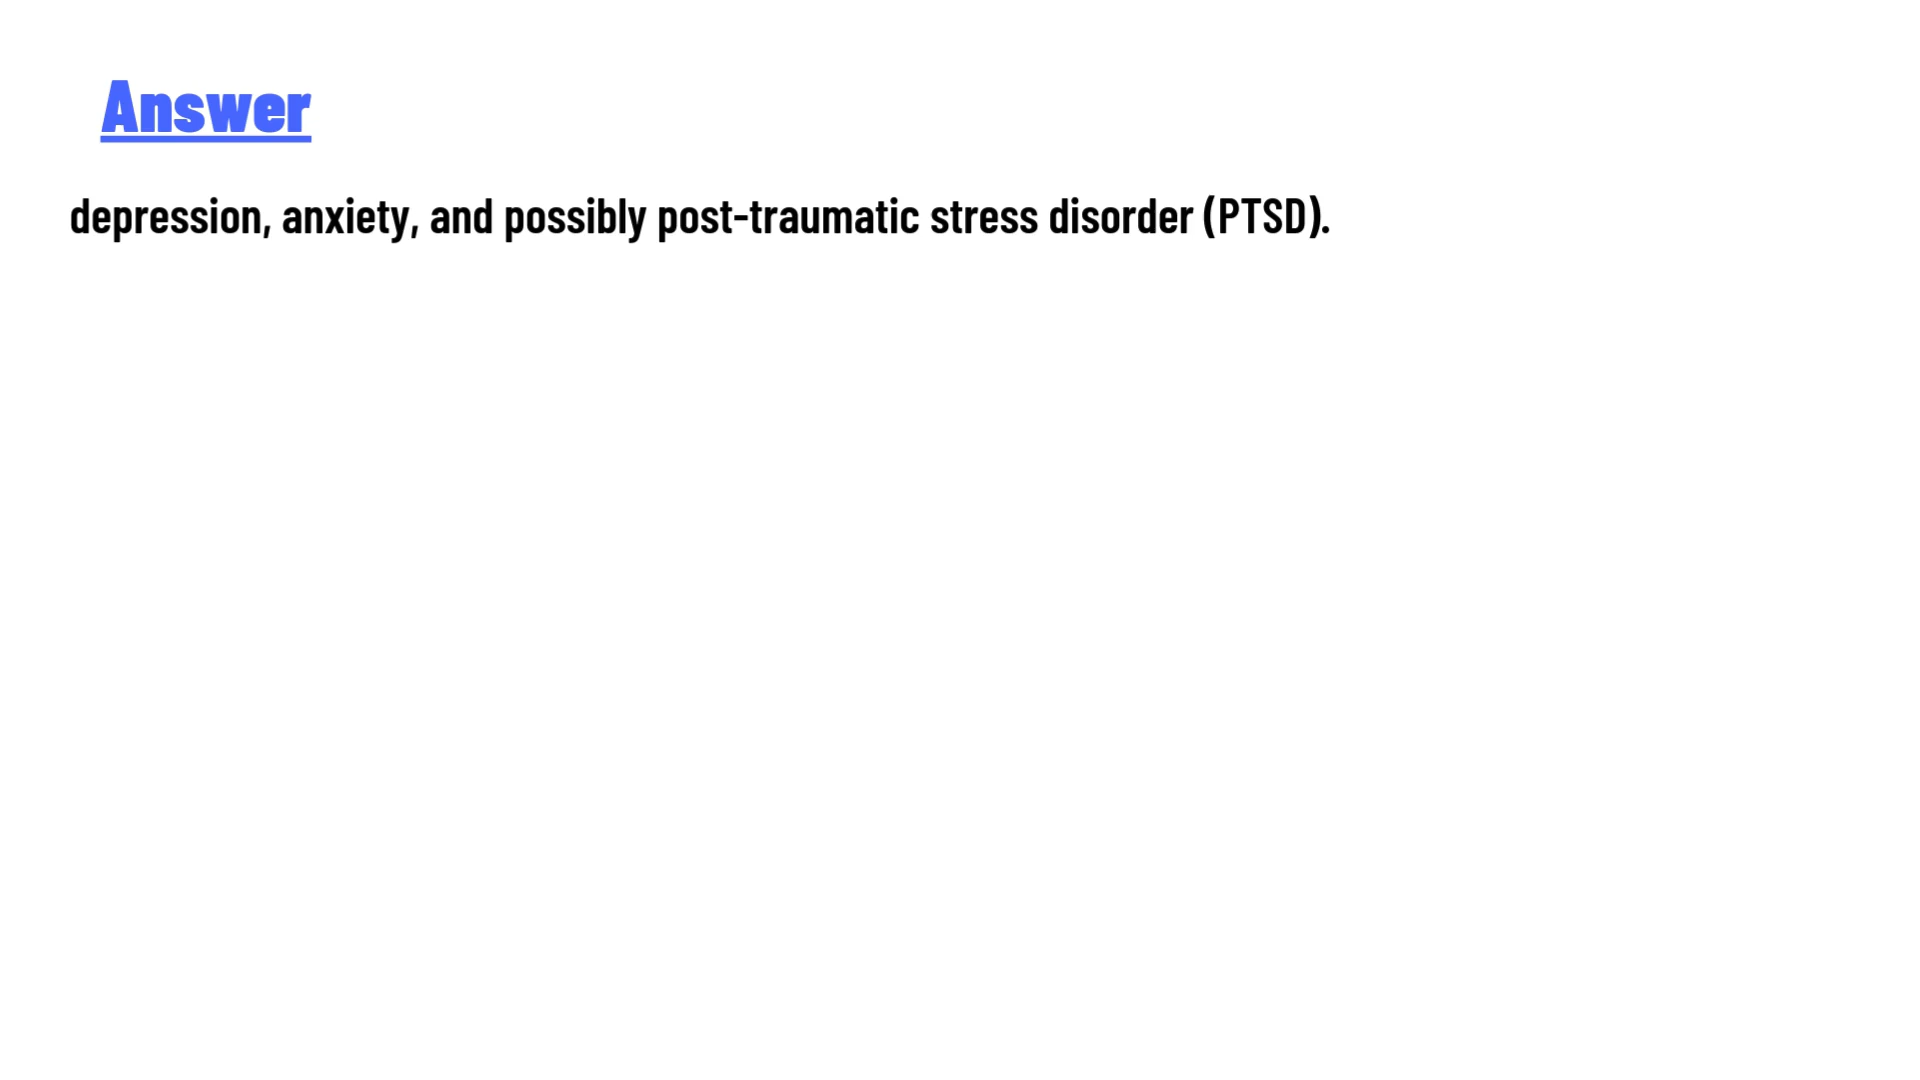 Answer
depression, anxiety, and possibly post-traumatic stress disorder (PTSD).